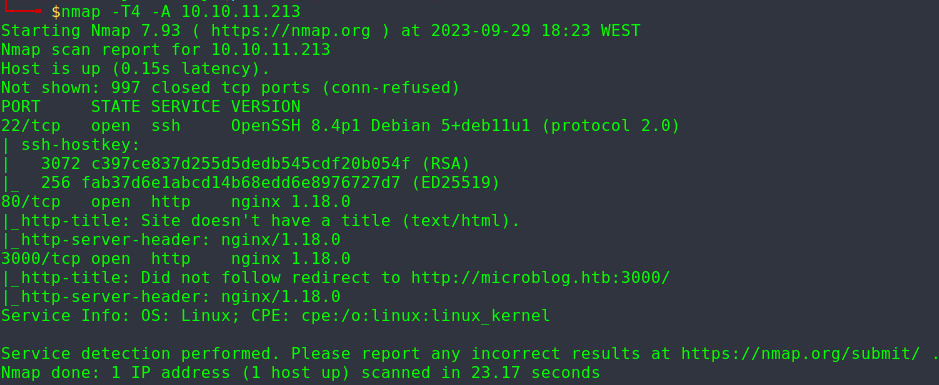 $nmap -T4 -A 10.10.11.213
Starting Nmap 7.93 ( https://nmap.org ) at 2023-09-29 18:23 WEST
Nmap scan report for 10.10.11.213
Host is up (0.15s latency).
Not shown: 997 closed tcp ports (conn-refused)
PORT     STATE SERVICE VERSION
22/tcp   open  ssh     OpenSSH 8.4p1 Debian 5+deb11u1 (protocol 2.0)
| ssh-hostkey:
|   3072 c397ce837d255d5dedb545cdf20b054f (RSA)
|_  256 fab37d6e1abcd14b68edd6e8976727d7 (ED25519)
80/tcp   open  http    nginx 1.18.0
|_http-title: Site doesn't have a title (text/html).
|_http-server-header: nginx/1.18.0
3000/tcp open  http    nginx 1.18.0
|_http-title: Did not follow redirect to http://microblog.htb:3000/
|_http-server-header: nginx/1.18.0
Service Info: OS: Linux; CPE: cpe:/o:linux:linux_kernel

Service detection performed. Please report any incorrect results at https://nmap.org/submit/ .
Nmap done: 1 IP address (1 host up) scanned in 23.17 seconds